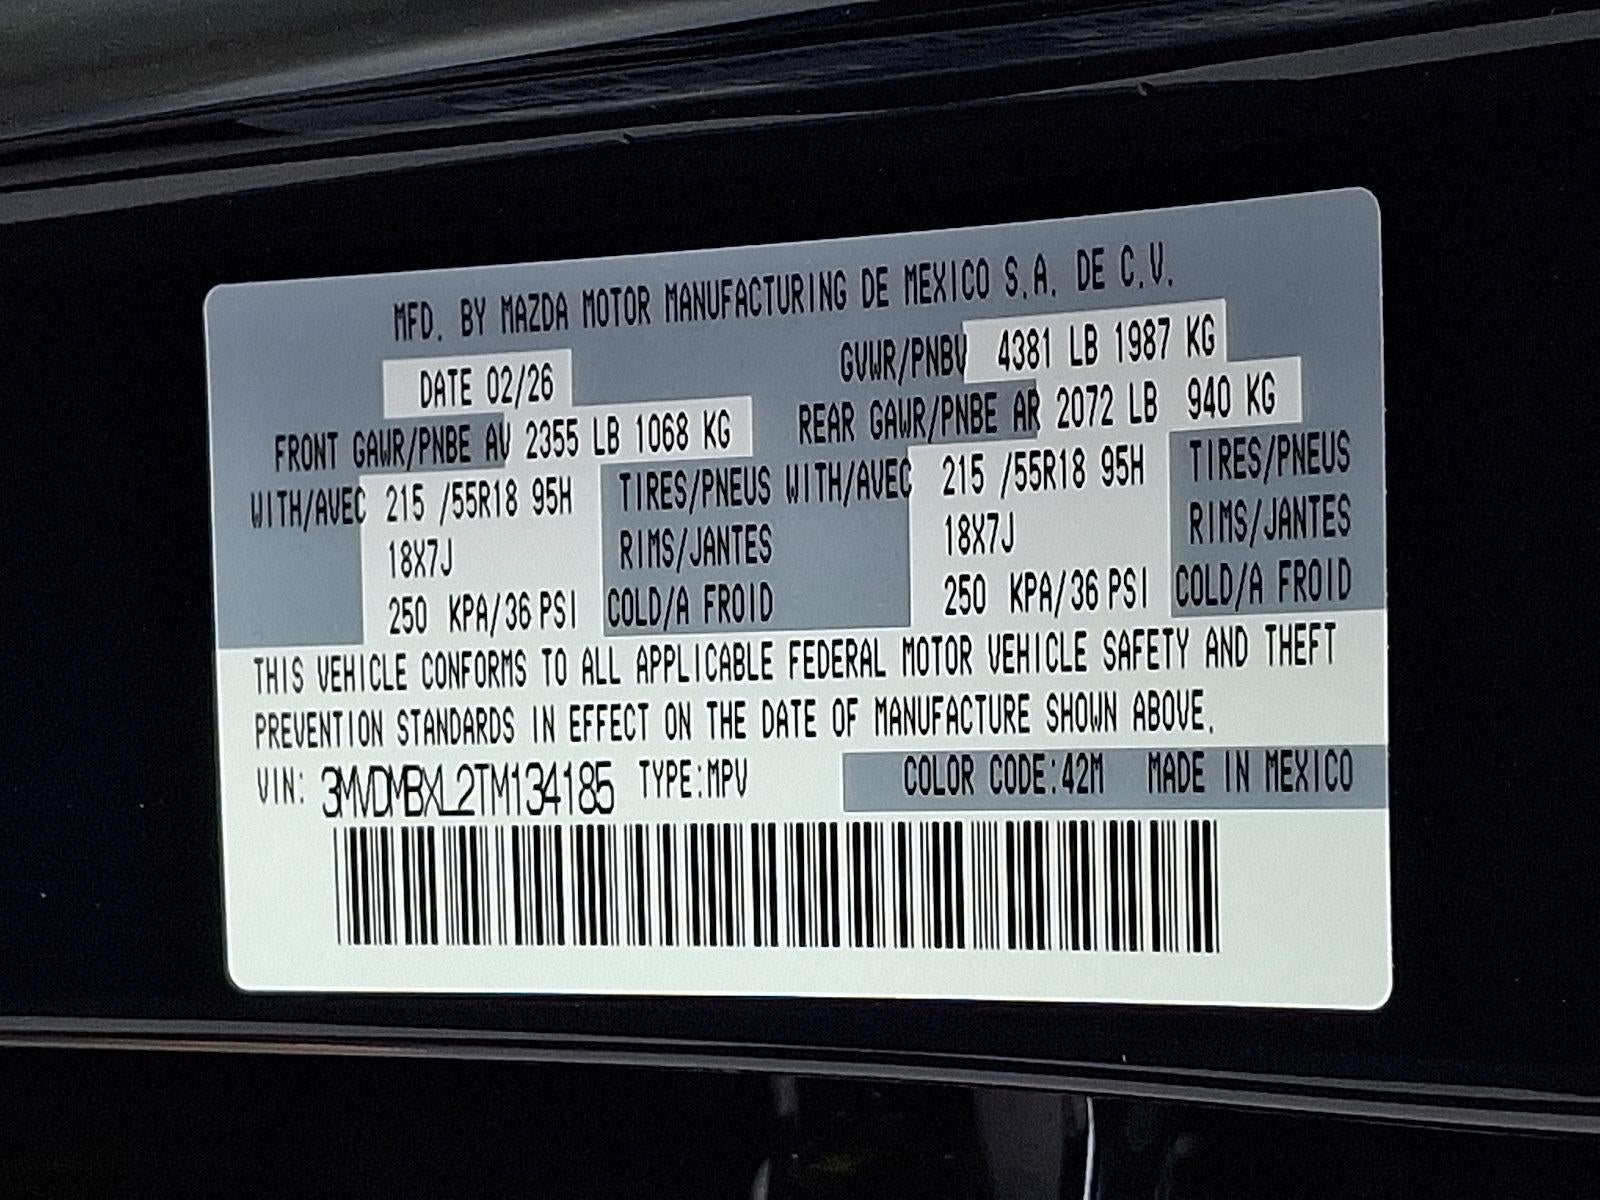 MFD. BY MAZDA MOTOR MANUFACTURING DE MEXICO S.A. DE C.V.
DATE 02/26 GVWR/PNBV 4381 LB 1987 KG
FRONT GAWR/PNBE AV 2355 LB 1068 KG REAR GAWR/PNBE AR 2072 LB 940 KG
WITH/AVEC 215 /55R18 95H TIRES/PNEUS WITH/AVEC 215 /55R18 95H TIRES/PNEUS
18X7J RIMS/JANTES 18X7J RIMS/JANTES
250 KPA/36 PSI COLD/A FROID 250 KPA/36 PSI COLD/A FROID
THIS VEHICLE CONFORMS TO ALL APPLICABLE FEDERAL MOTOR VEHICLE SAFETY AND THEFT
PREVENTION STANDARDS IN EFFECT ON THE DATE OF MANUFACTURE SHOWN ABOVE.
VIN: 3MVDMBXL2TM134185 TYPE:MPV COLOR CODE:42M MADE IN MEXICO